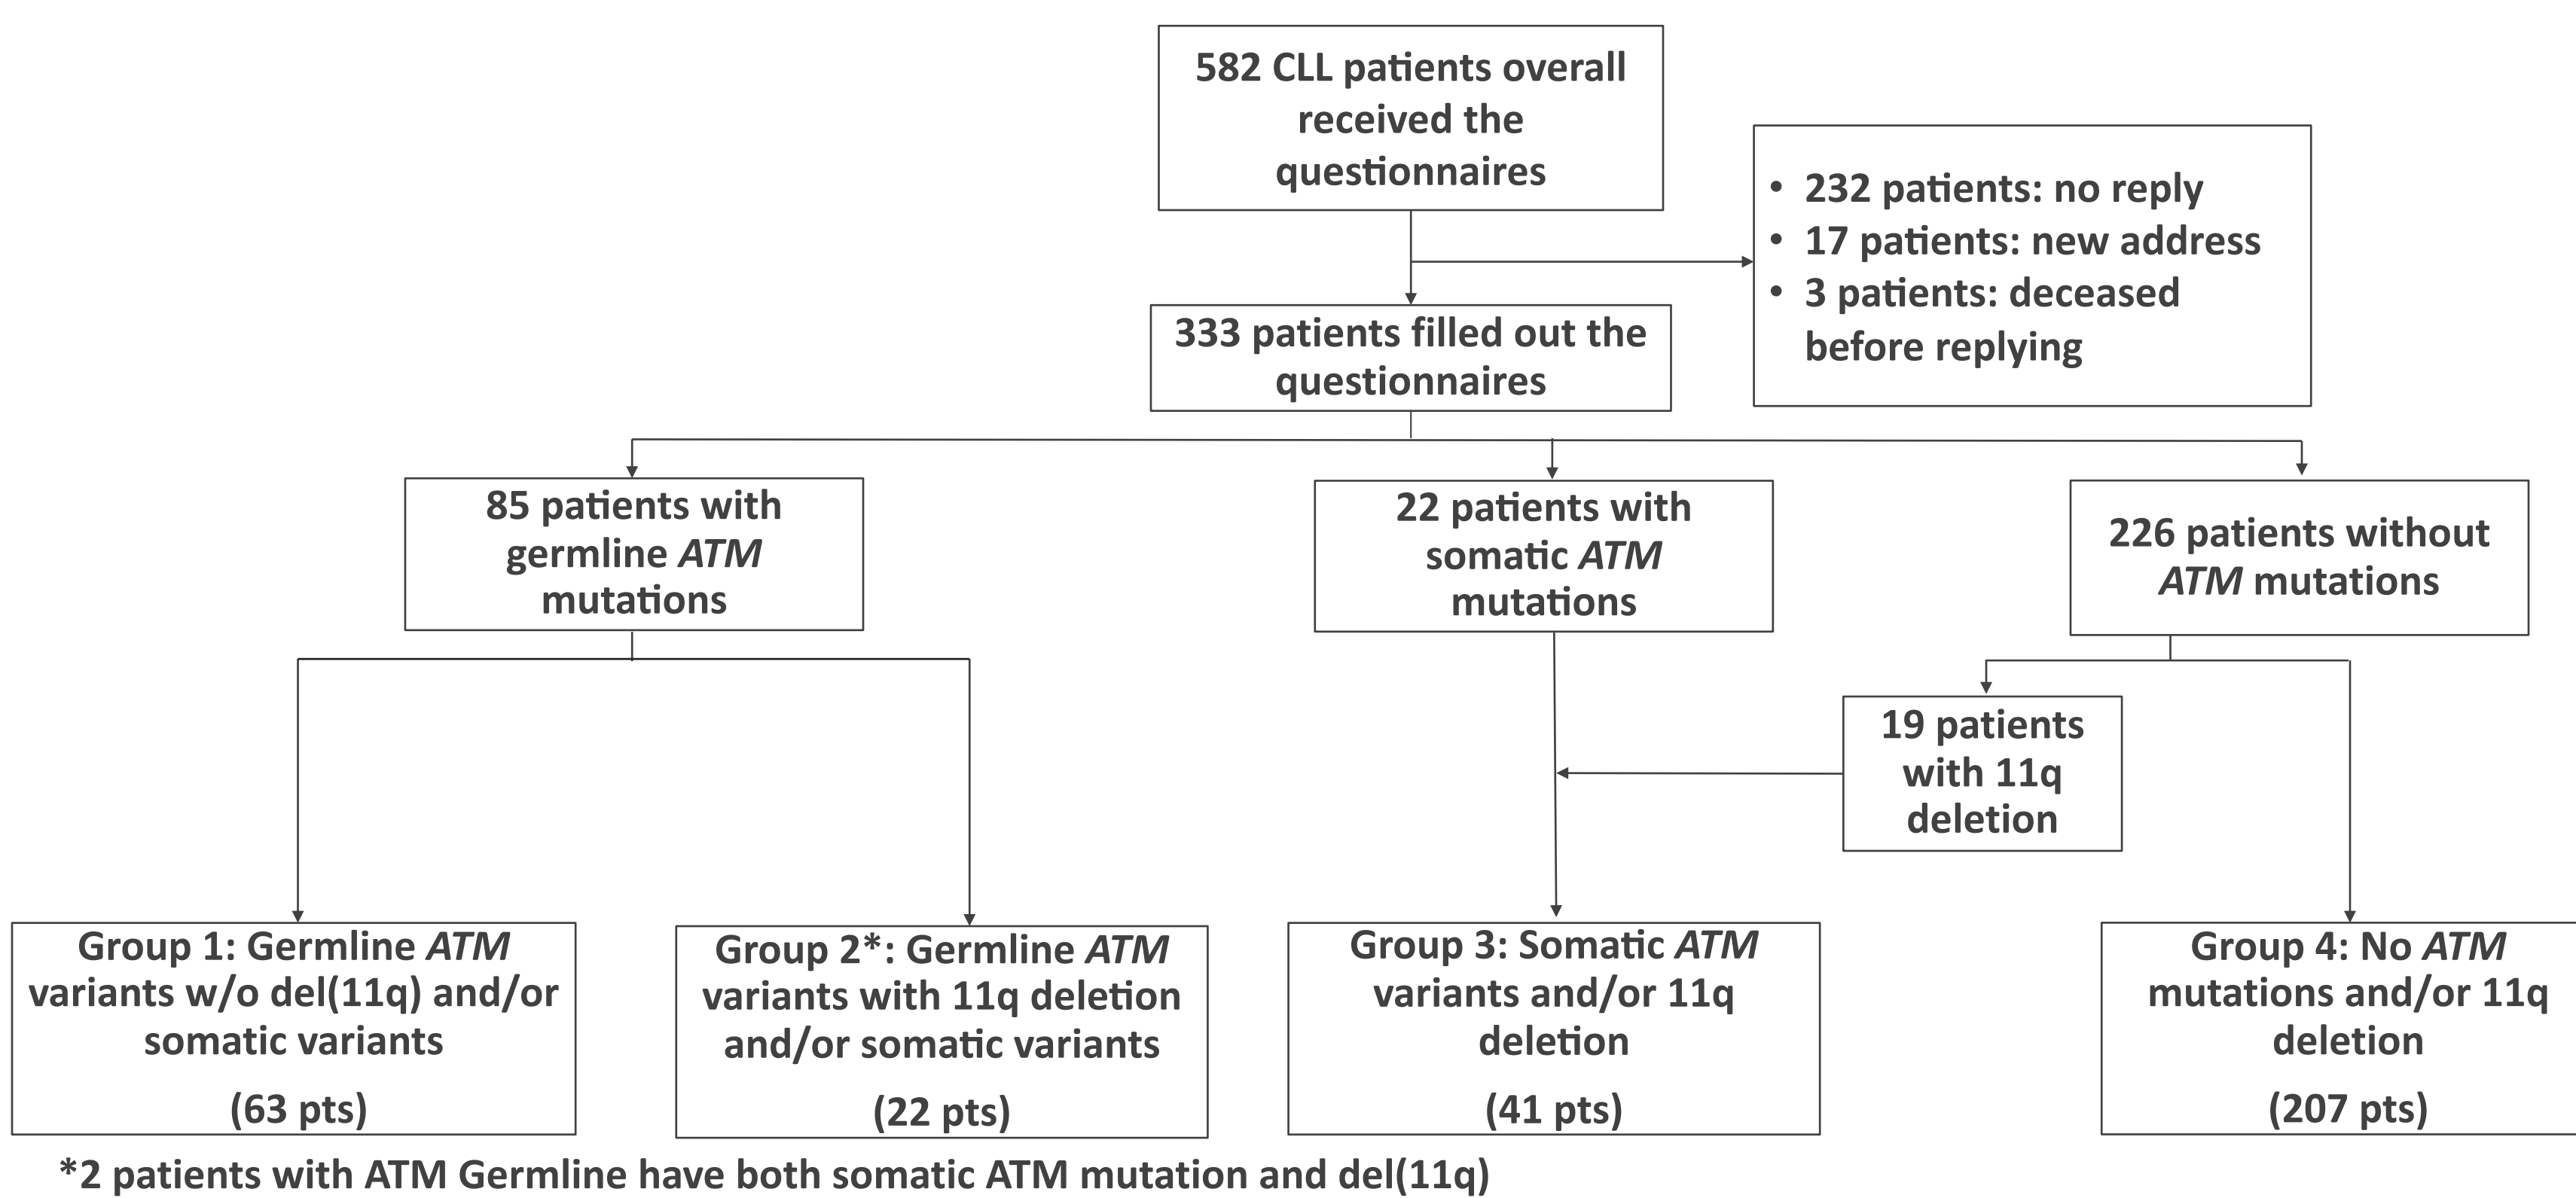 582 CLL patients overall
received the
questionnaires
• 232 patients: no reply
• 17 patients: new address
• 3 patients: deceased
before replying
333 patients filled out the
questionnaires
85 patients with
germline ATM
mutations
22 patients with
somatic ATM
mutations
226 patients without
ATM mutations
19 patients
with 11q
deletion
Group 1: Germline ATM
variants w/o del(11q) and/or
somatic variants
(63 pts)
Group 2*: Germline ATM
variants with 11q deletion
and/or somatic variants
(22 pts)
Group 3: Somatic ATM
variants and/or 11q
deletion
(41 pts)
Group 4: No ATM
mutations and/or 11q
deletion
(207 pts)
*2 patients with ATM Germline have both somatic ATM mutation and del(11q)